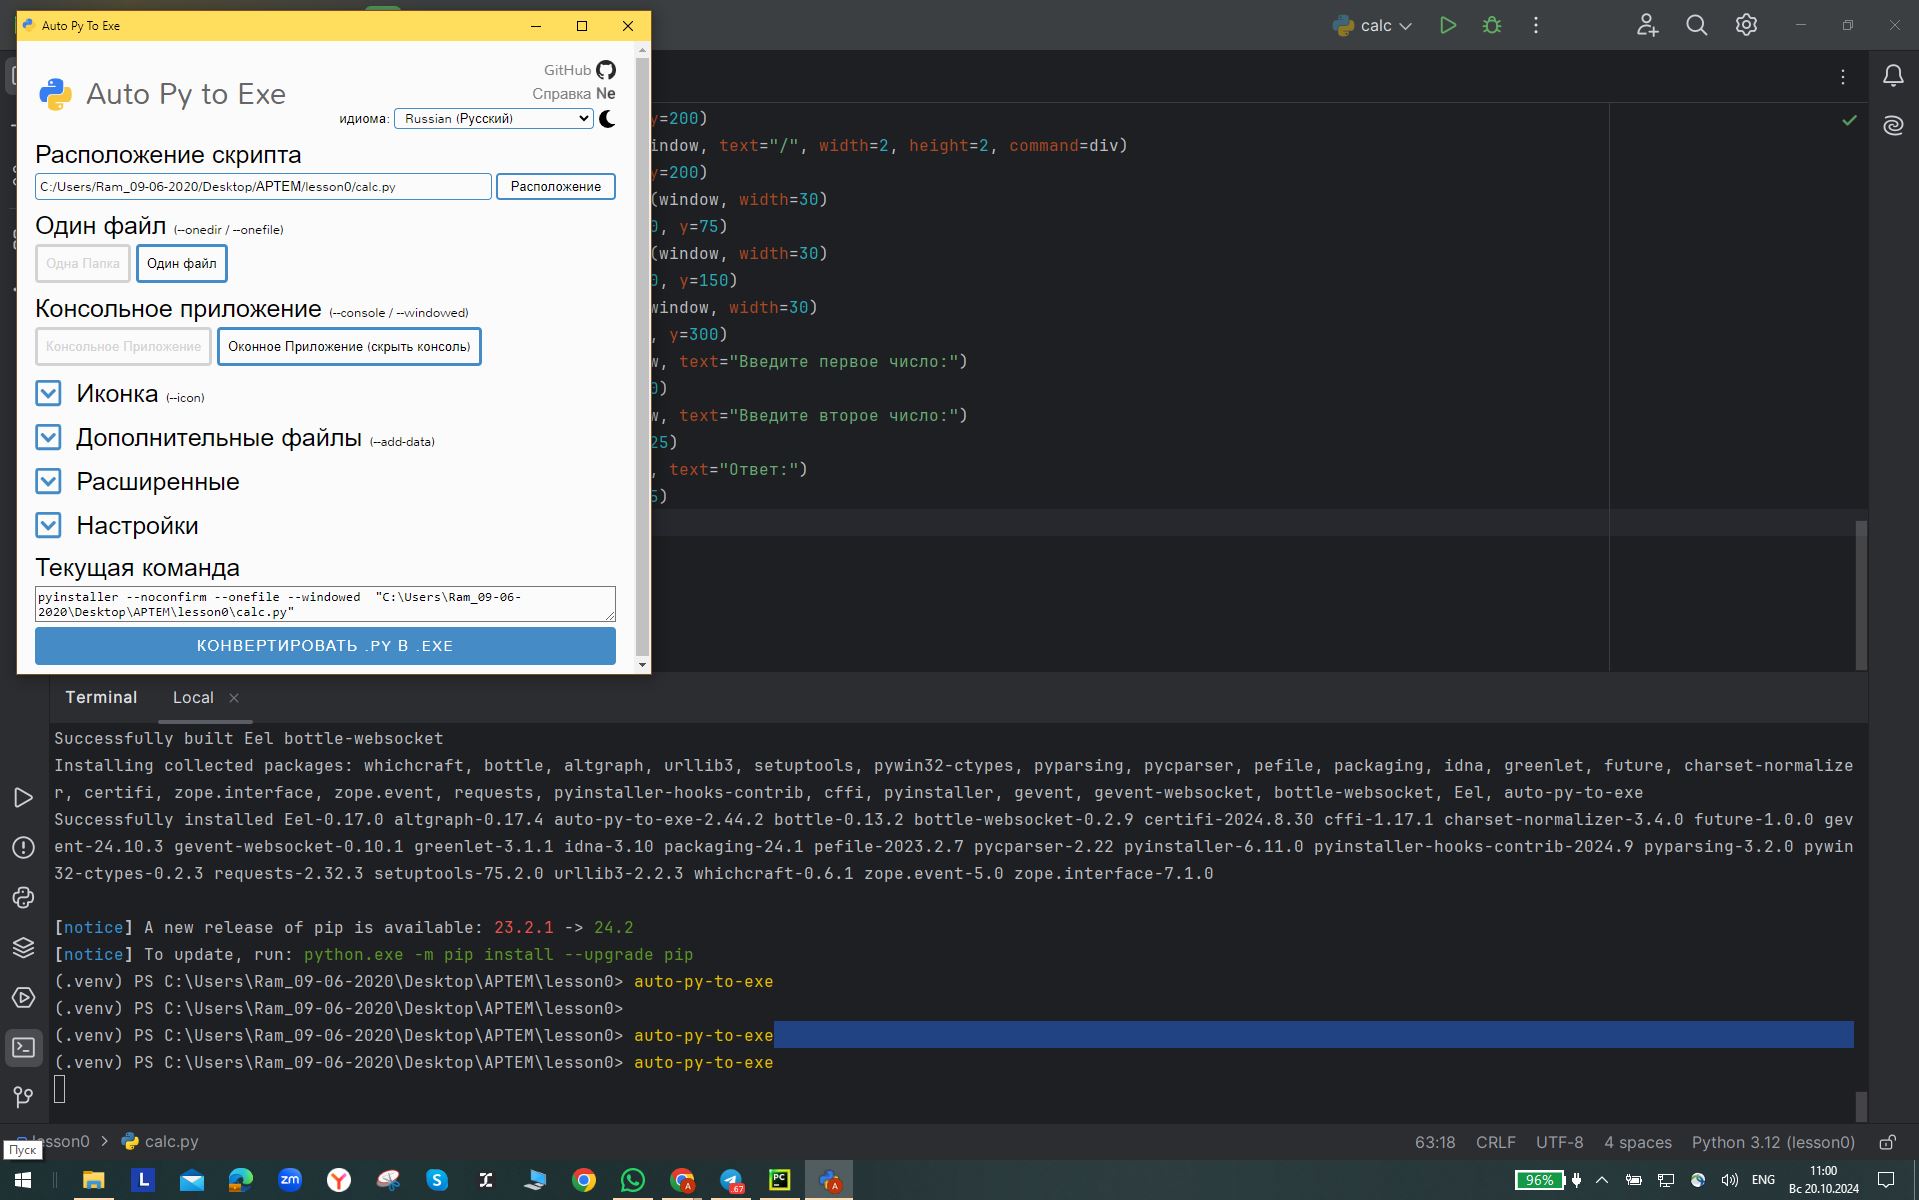 Auto Py To Exe
calc
GitHub
Auto Py to Exe
Справка Ne
идиома: Russian (Русский)
Расположение скрипта
C:/Users/Ram_09-06-2020/Desktop/APTEM/lesson0/calc.py
Расположение
Один файл (--onedir / --onefile)
Одна Папка
Один файл
Консольное приложение (--console / --windowed)
Консольное Приложение
Оконное Приложение (скрыть консоль)
Иконка (--icon)
Дополнительные файлы (--add-data)
Расширенные
Настройки
Текущая команда
pyinstaller --noconfirm --onefile --windowed "C:\Users\Ram_09-06-
2020\Desktop\APTEM\lesson0\calc.py"
КОНВЕРТИРОВАТЬ .PY В .EXE
y=200)
indow, text="/", width=2, height=2, command=div)
y=200)
(window, width=30)
0, y=75)
(window, width=30)
0, y=150)
window, width=30)
, y=300)
w, text="Введите первое число:")
0)
w, text="Введите второе число:")
25)
, text="Ответ:")
5)
Terminal
Local
Successfully built Eel bottle-websocket
Installing collected packages: whichcraft, bottle, altgraph, urllib3, setuptools, pywin32-ctypes, pyparsing, pycparser, pefile, packaging, idna, greenlet, future, charset-normalize
r, certifi, zope.interface, zope.event, requests, pyinstaller-hooks-contrib, cffi, pyinstaller, gevent, gevent-websocket, bottle-websocket, Eel, auto-py-to-exe
Successfully installed Eel-0.17.0 altgraph-0.17.4 auto-py-to-exe-2.44.2 bottle-0.13.2 bottle-websocket-0.2.9 certifi-2024.8.30 cffi-1.17.1 charset-normalizer-3.4.0 future-1.0.0 gev
ent-24.10.3 gevent-websocket-0.10.1 greenlet-3.1.1 idna-3.10 packaging-24.1 pefile-2023.2.7 pycparser-2.22 pyinstaller-6.11.0 pyinstaller-hooks-contrib-2024.9 pyparsing-3.2.0 pywin
32-ctypes-0.2.3 requests-2.32.3 setuptools-75.2.0 urllib3-2.2.3 whichcraft-0.6.1 zope.event-5.0 zope.interface-7.1.0
[notice] A new release of pip is available: 23.2.1 -> 24.2
[notice] To update, run: python.exe -m pip install --upgrade pip
(.venv) PS C:\Users\Ram_09-06-2020\Desktop\APTEM\lesson0> auto-py-to-exe
(.venv) PS C:\Users\Ram_09-06-2020\Desktop\APTEM\lesson0>
(.venv) PS C:\Users\Ram_09-06-2020\Desktop\APTEM\lesson0> auto-py-to-exe
(.venv) PS C:\Users\Ram_09-06-2020\Desktop\APTEM\lesson0> auto-py-to-exe
lesson0 > calc.py
63:18 CRLF UTF-8 4 spaces Python 3.12 (lesson0)
Пуск
L
zm
PC
96%
ENG
11:00
Вс 20.10.2024